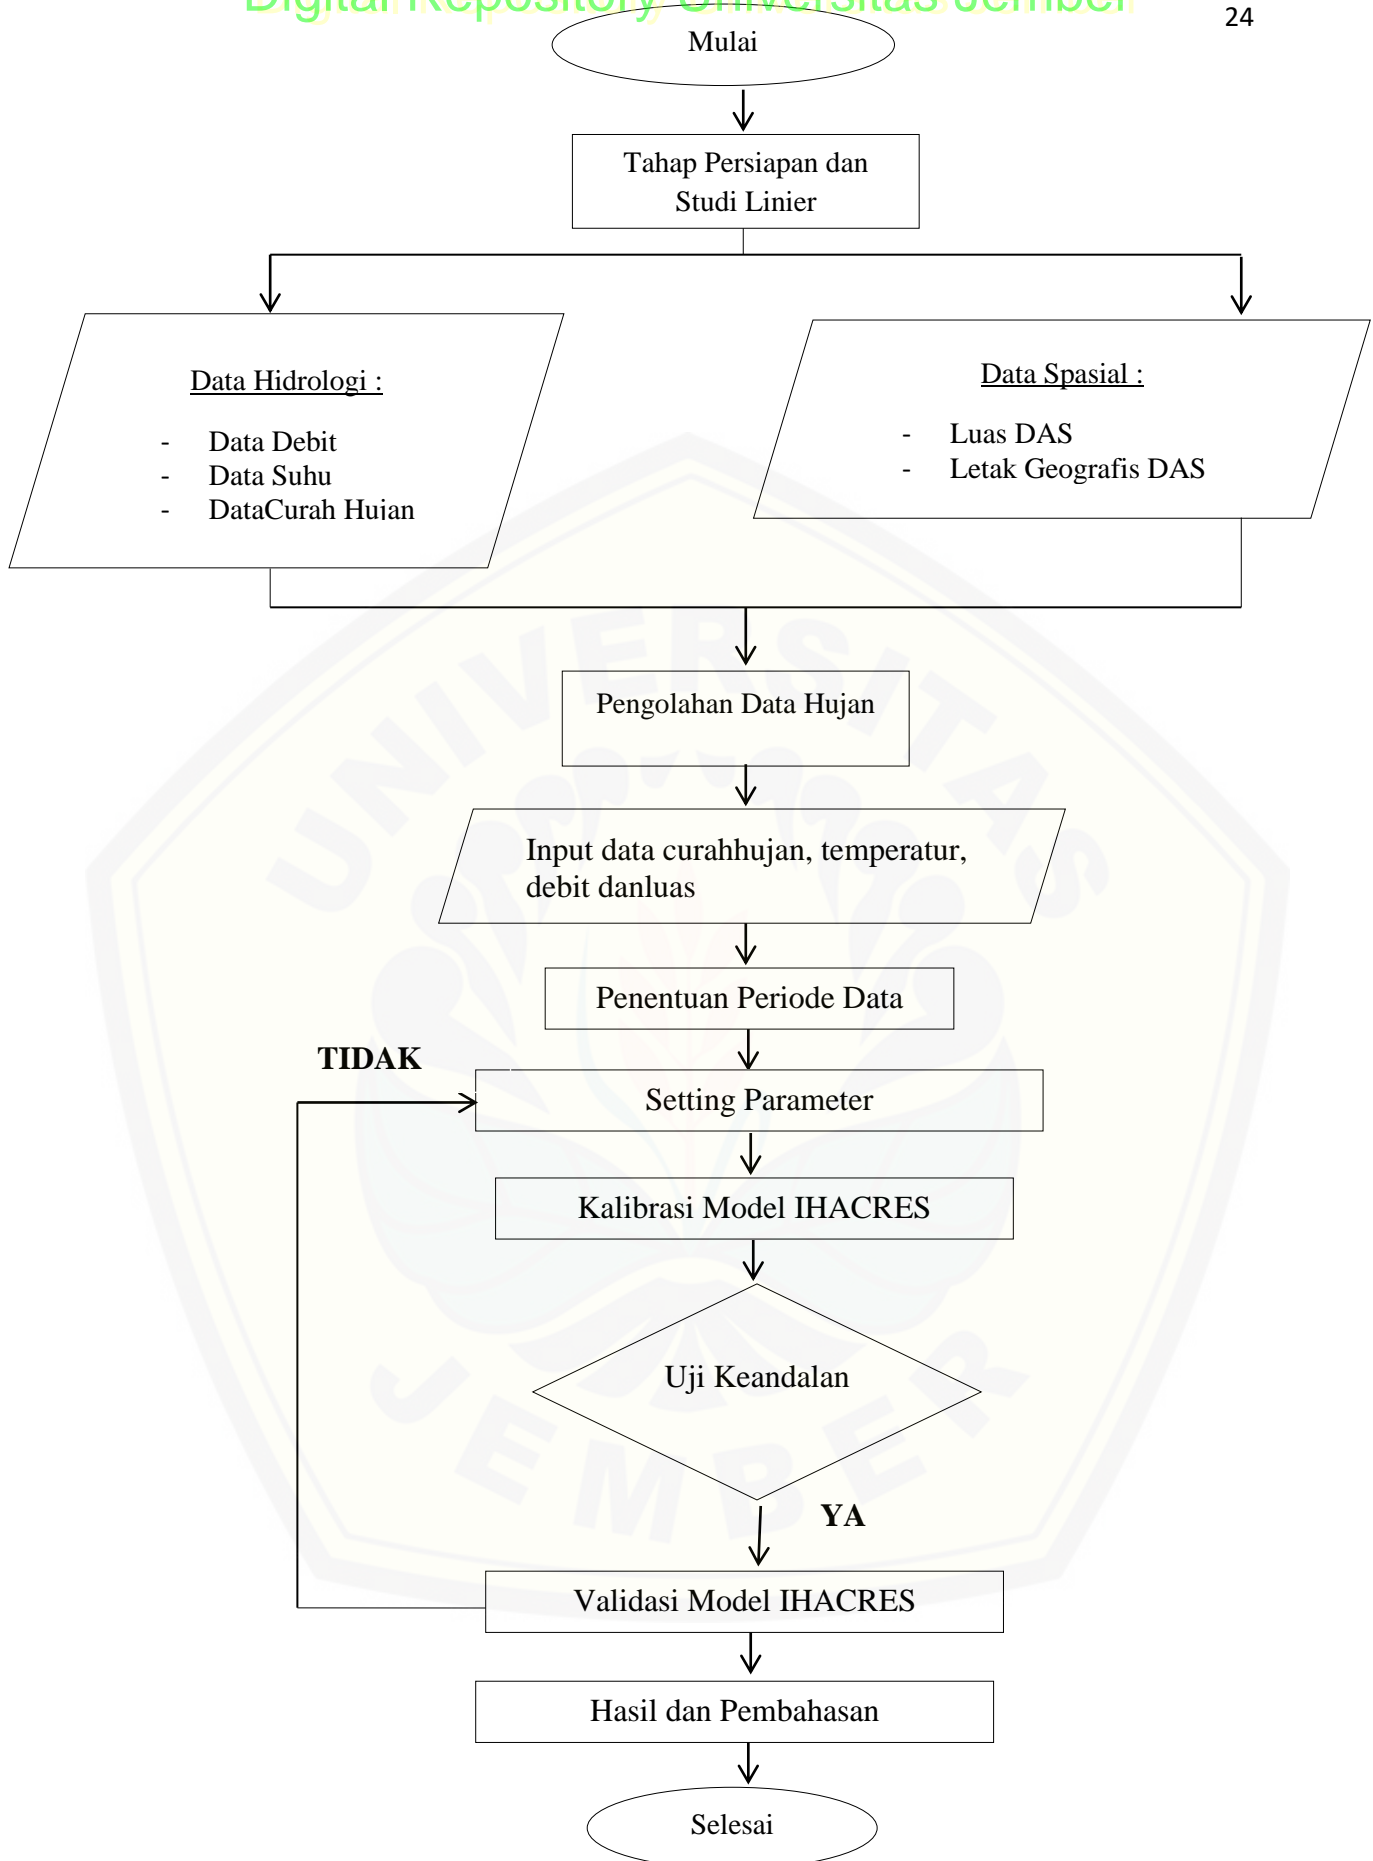 Digital Repository Universitas Jember
24
Mulai
Tahap Persiapan dan
Studi Linier
Data Hidrologi :
- Data Debit
- Data Suhu
- DataCurah Hujan
Data Spasial :
- Luas DAS
- Letak Geografis DAS
Pengolahan Data Hujan
Input data curahhujan, temperatur,
debit danluas
Penentuan Periode Data
TIDAK
Setting Parameter
Kalibrasi Model IHACRES
Uji Keandalan
YA
Validasi Model IHACRES
Hasil dan Pembahasan
Selesai
UNIVERSITAS
JEMBER